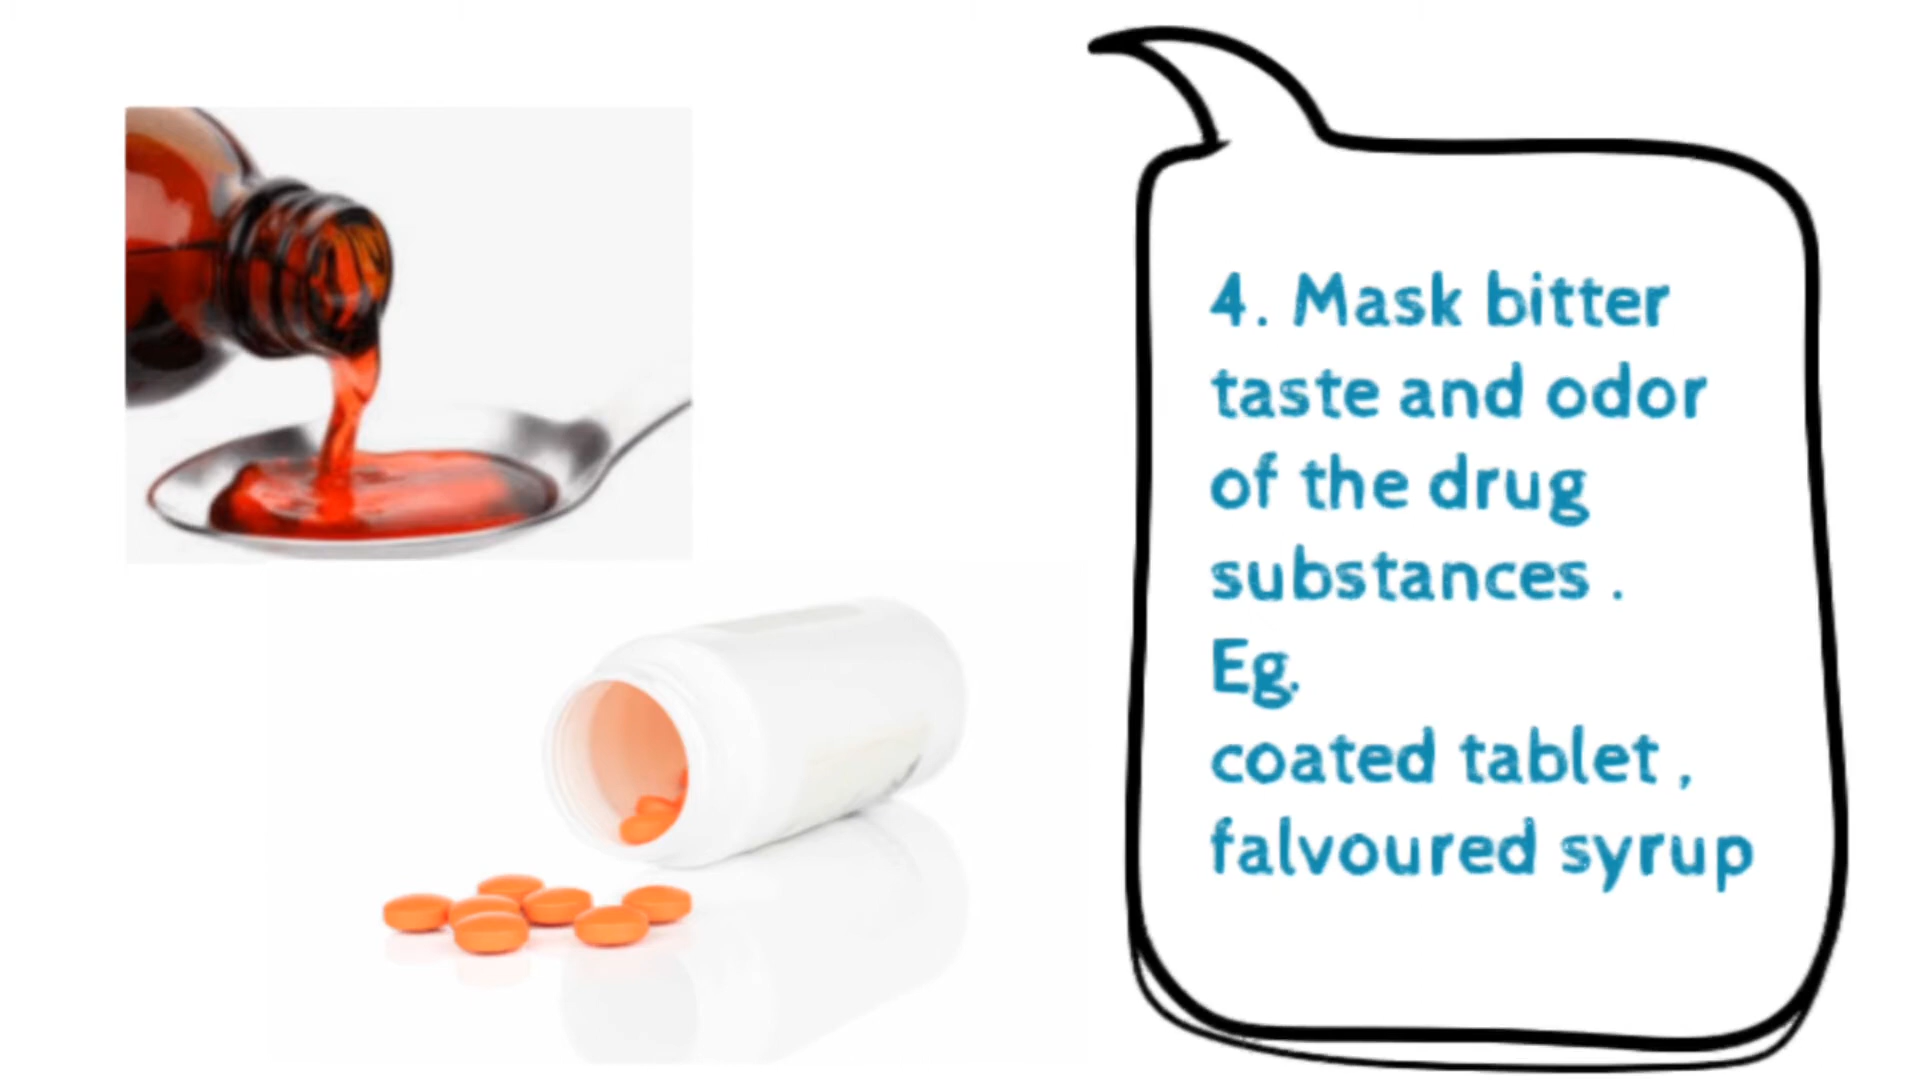 4. Mask bitter
taste and odor
of the drug
substances .
Eg.
coated tablet ,
falvoured syrup